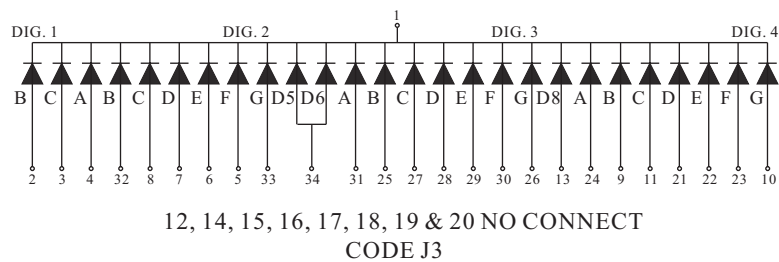 1
DIG. 1 DIG. 2 DIG. 3 DIG. 4
B C A B C D E F G D5 D6 A B C D E F G D8 A B C D E F G
2 3 4 32 8 7 6 5 33 34 31 25 27 28 29 30 26 13 24 9 11 21 22 23 10
12, 14, 15, 16, 17, 18, 19 & 20 NO CONNECT
CODE J3